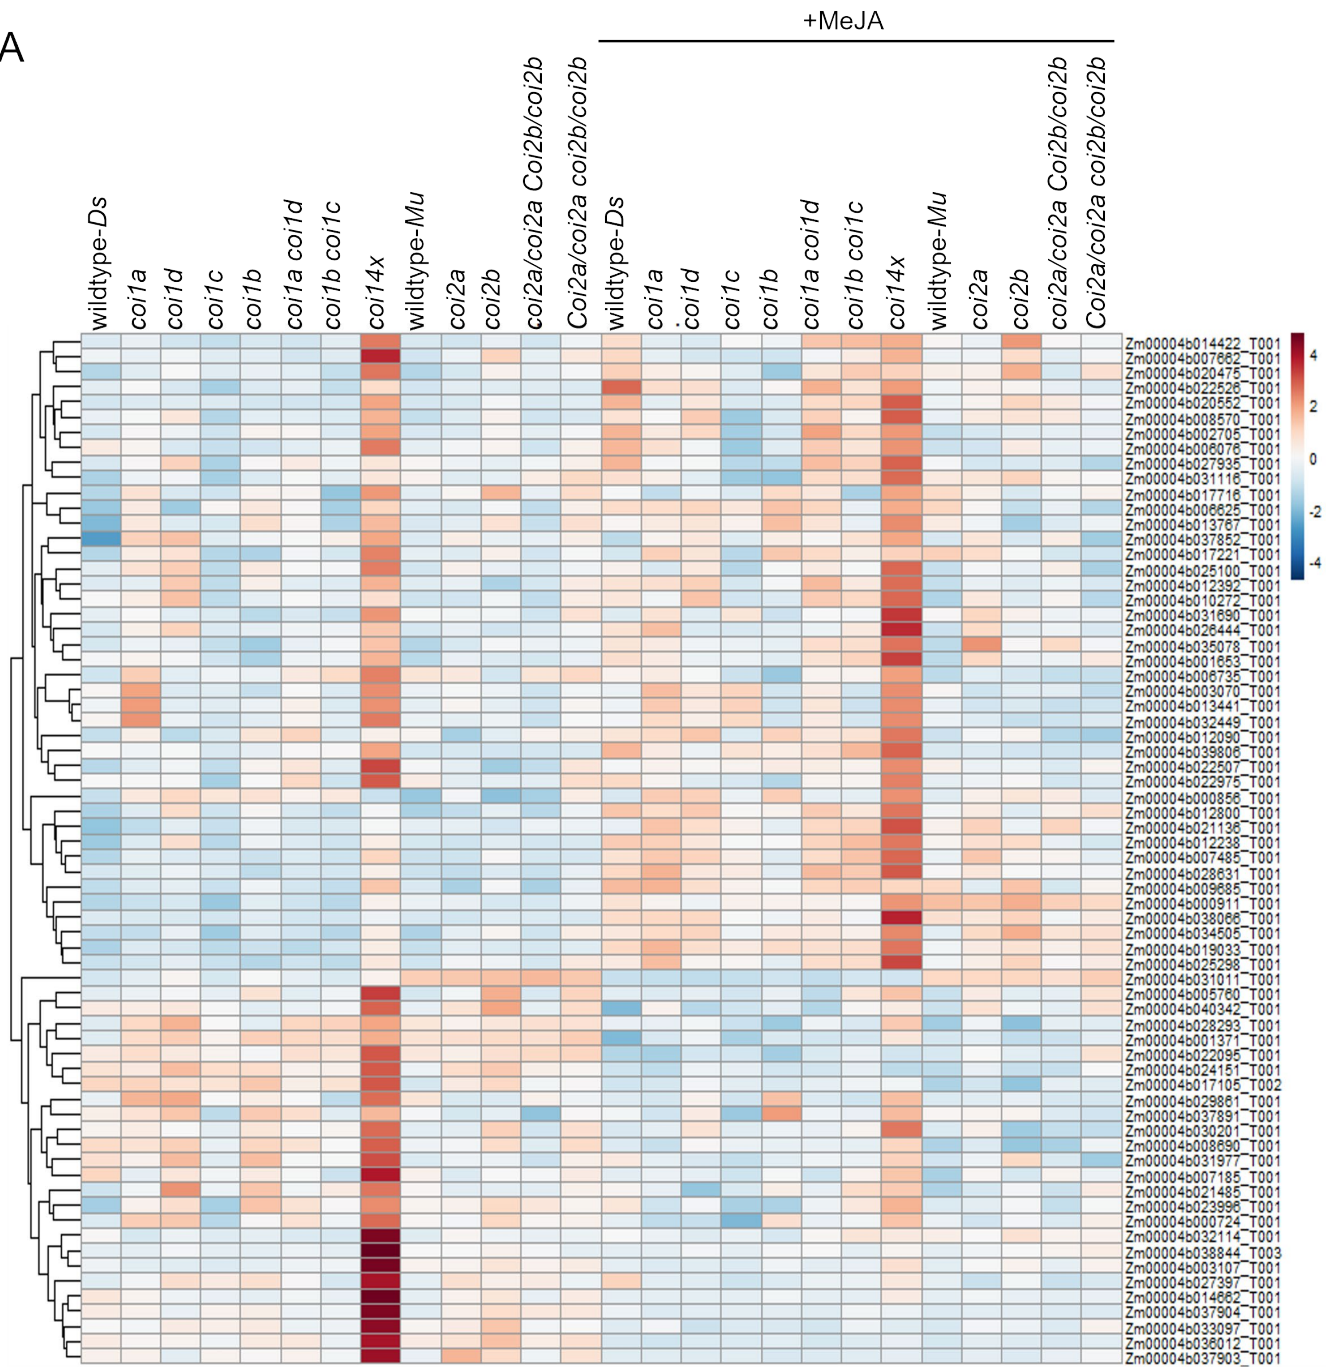 A
+MeJA
wildtype-Ds
coi1a
coi1d
coi1c
coi1b
coi1a coi1d
coi1b coi1c
coi14x
wildtype-Mu
coi2a
coi2b
coi2a/coi2a Coi2b/coi2b
Coi2a/coi2a coi2b/coi2b
wildtype-Ds
coi1a
coi1d
coi1c
coi1b
coi1a coi1d
coi1b coi1c
coi14x
wildtype-Mu
coi2a
coi2b
coi2a/coi2a Coi2b/coi2b
Coi2a/coi2a coi2b/coi2b
Zm00004b014422_T001
Zm00004b007662_T001
Zm00004b020475_T001
Zm00004b022526_T001
Zm00004b020552_T001
Zm00004b008570_T001
Zm00004b002705_T001
Zm00004b006076_T001
Zm00004b027935_T001
Zm00004b031116_T001
Zm00004b017716_T001
Zm00004b006625_T001
Zm00004b013767_T001
Zm00004b037852_T001
Zm00004b017221_T001
Zm00004b025100_T001
Zm00004b012392_T001
Zm00004b010272_T001
Zm00004b031690_T001
Zm00004b026444_T001
Zm00004b035078_T001
Zm00004b001653_T001
Zm00004b006735_T001
Zm00004b003070_T001
Zm00004b013441_T001
Zm00004b032449_T001
Zm00004b012090_T001
Zm00004b039806_T001
Zm00004b022507_T001
Zm00004b022975_T001
Zm00004b000856_T001
Zm00004b012800_T001
Zm00004b021136_T001
Zm00004b012238_T001
Zm00004b007485_T001
Zm00004b028631_T001
Zm00004b009685_T001
Zm00004b000911_T001
Zm00004b038066_T001
Zm00004b034505_T001
Zm00004b019033_T001
Zm00004b025298_T001
Zm00004b031011_T001
Zm00004b005760_T001
Zm00004b040342_T001
Zm00004b028293_T001
Zm00004b001371_T001
Zm00004b022095_T001
Zm00004b024151_T001
Zm00004b017105_T002
Zm00004b029861_T001
Zm00004b037891_T001
Zm00004b030201_T001
Zm00004b008690_T001
Zm00004b031977_T001
Zm00004b007185_T001
Zm00004b021485_T001
Zm00004b023996_T001
Zm00004b000724_T001
Zm00004b032114_T001
Zm00004b038844_T003
Zm00004b003107_T001
Zm00004b027397_T001
Zm00004b014662_T001
Zm00004b037904_T001
Zm00004b033097_T001
Zm00004b036012_T001
Zm00004b037903_T001
4
2
0
-2
-4